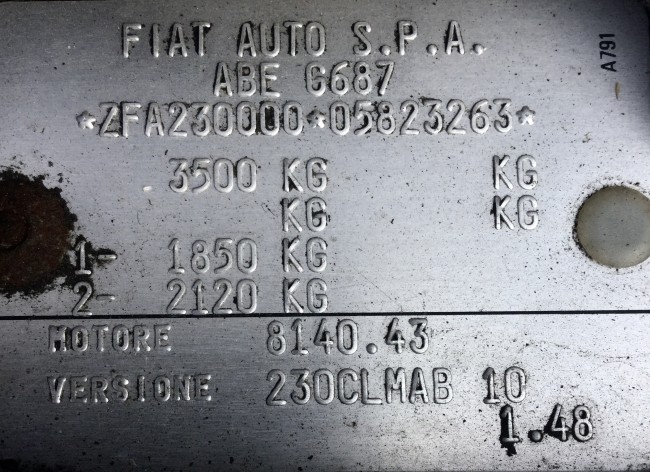 FIAT AUTO S.P.A.
A791
ABE G687
*ZFA230000*05823263*
3500 KG KG
KG KG
1- 1850 KG
2- 2120 KG
MOTORE 8140.43
VERSIONE 230CLMAB 10
1.48